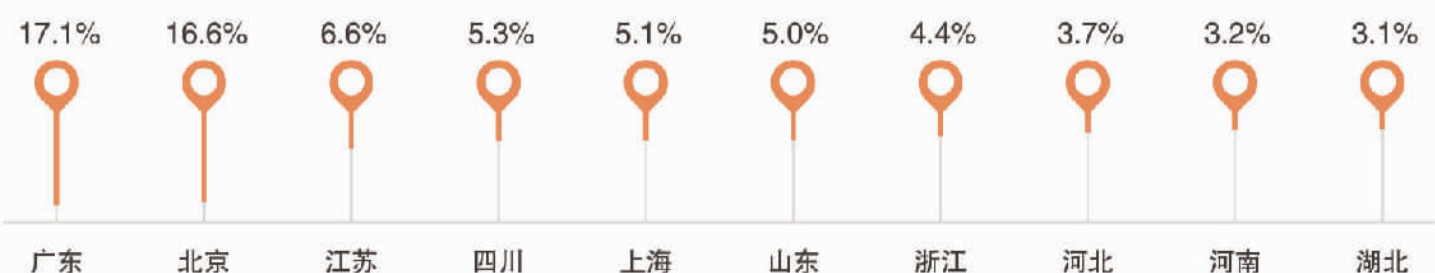 17.1% 16.6% 6.6% 5.3% 5.1% 5.0% 4.4% 3.7% 3.2% 3.1%
广东 北京 江苏 四川 上海 山东 浙江 河北 河南 湖北